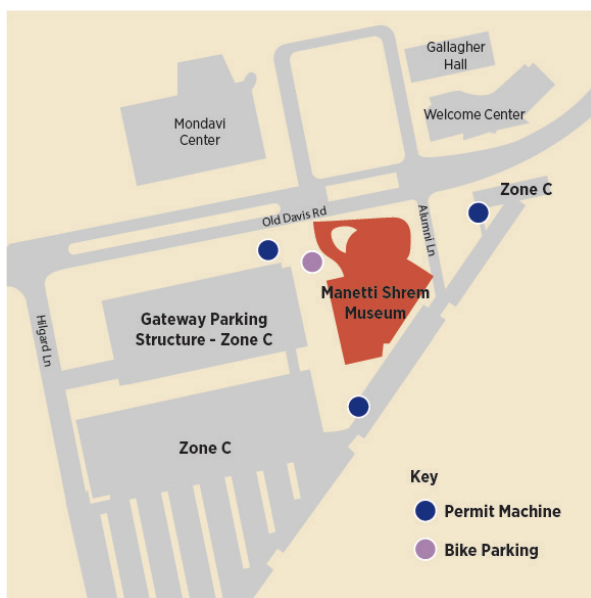 Gallagher
Hall
Welcome Center
Mondavi
Center
Zone C
Old Davis Rd
Alumni Ln
Manetti Shrem
Museum
Gateway Parking
Structure - Zone C
Hilgard Ln
Zone C
Key
Permit Machine
Bike Parking